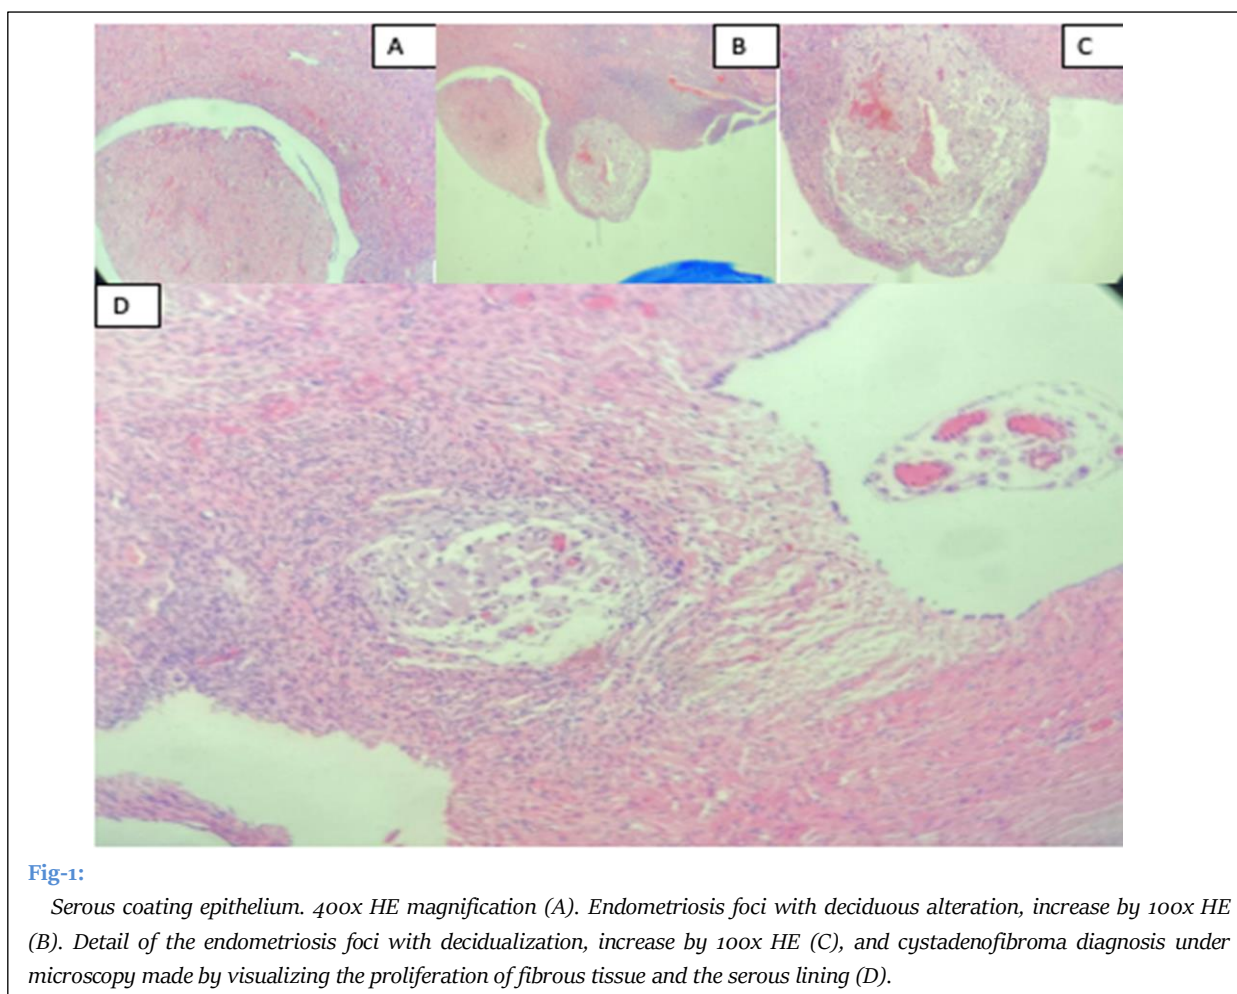 A
B
C
D
Fig-1:
Serous coating epithelium. 400x HE magnification (A). Endometriosis foci with deciduous alteration, increase by 100x HE
(B). Detail of the endometriosis foci with decidualization, increase by 100x HE (C), and cystadenofibroma diagnosis under
microscopy made by visualizing the proliferation of fibrous tissue and the serous lining (D).